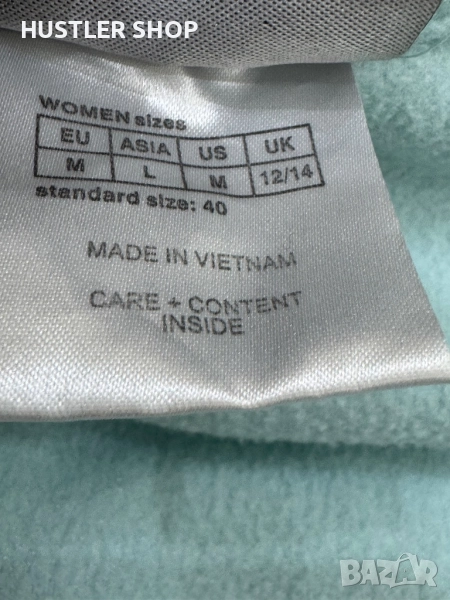 HUSTLER SHOP
WOMEN sizes
EU ASIA US UK
M L M 12/14
standard size: 40
MADE IN VIETNAM
CARE + CONTENT
INSIDE
BAZAR